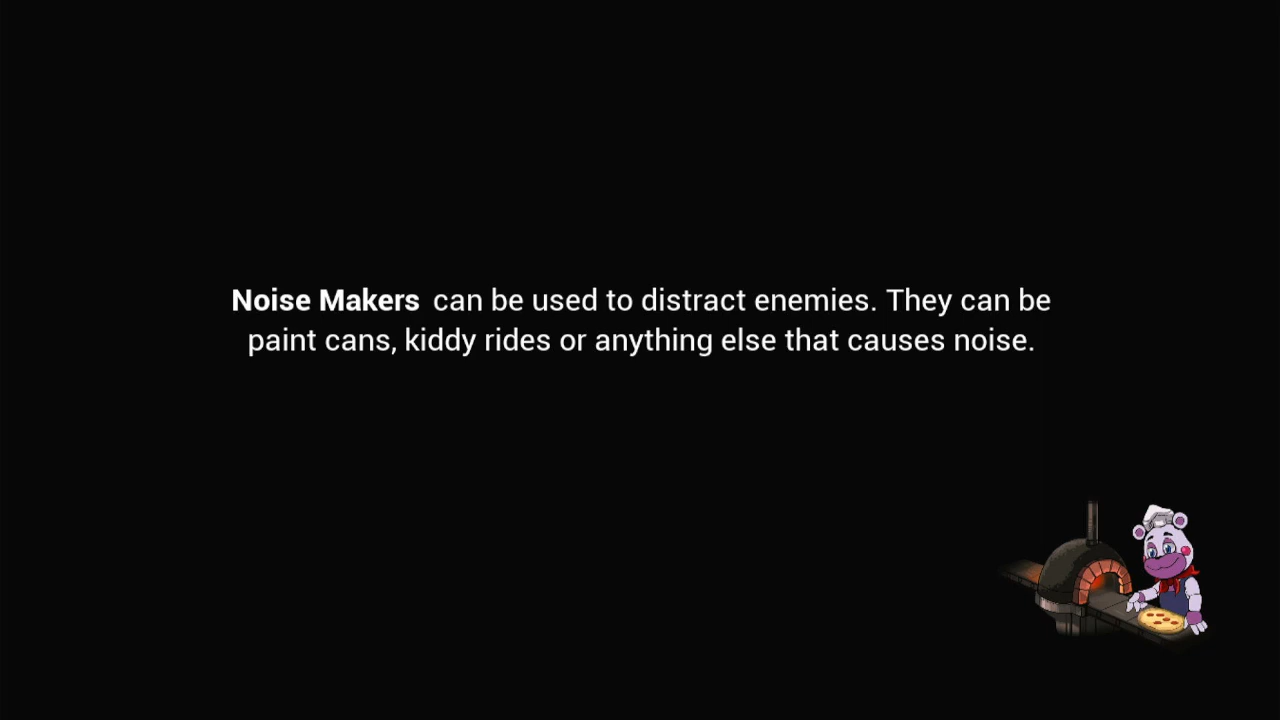 Noise Makers can be used to distract enemies. They can be
paint cans, kiddy rides or anything else that causes noise.